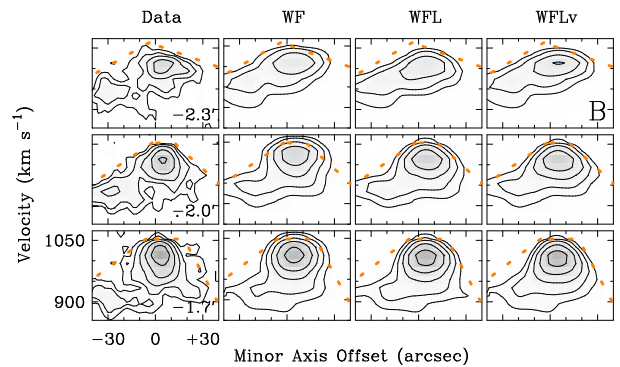 Data WF WFL WFLv
−2.3′
B
−2.0′
−1.7′
Velocity (km s⁻¹)
1050
900
−30 0 +30
Minor Axis Offset (arcsec)